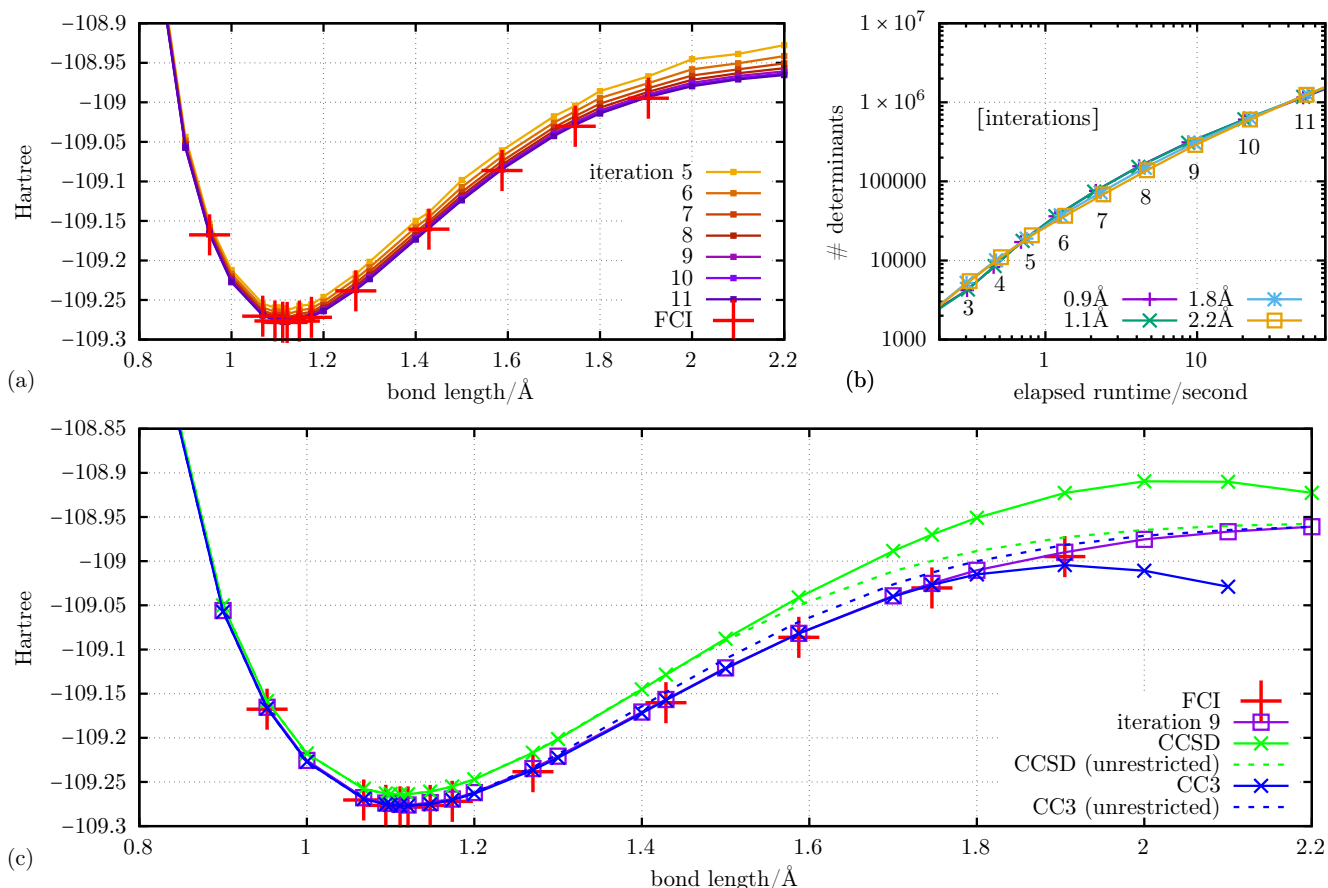 −108.9
−108.95
−109
−109.05
−109.1
−109.15
−109.2
−109.25
−109.3
Hartree
0.8 1 1.2 1.4 1.6 1.8 2 2.2
bond length/Å
(a)
iteration 5
6
7
8
9
10
11
FCI
1×10⁷
1×10⁶
100000
10000
1000
# determinants
[interations]
3
4
5
6
7
8
9
10
11
0.9Å 1.8Å
1.1Å 2.2Å
1 10
elapsed runtime/second
(b)
−108.85
−108.9
−108.95
−109
−109.05
−109.1
−109.15
−109.2
−109.25
−109.3
Hartree
0.8 1 1.2 1.4 1.6 1.8 2 2.2
bond length/Å
(c)
FCI
iteration 9
CCSD
CCSD (unrestricted)
CC3
CC3 (unrestricted)